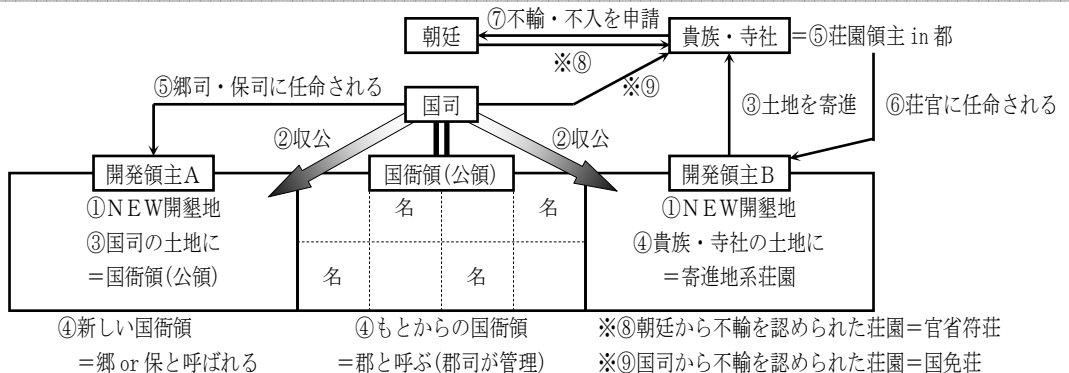 ⑦不輸・不入を申請
朝廷
貴族・寺社
=⑤荘園領主 in 都
※⑧
※⑨
⑤郷司・保司に任命される
国司
③土地を寄進
⑥荘官に任命される
②収公
②収公
開発領主A
国衙領(公領)
開発領主B
①NEW開墾地
③国司の土地に
=国衙領(公領)
名
名
名
名
①NEW開墾地
④貴族・寺社の土地に
=寄進地系荘園
④新しい国衙領
=郷 or 保と呼ばれる
④もとからの国衙領
=郡と呼ぶ(郡司が管理)
※⑧朝廷から不輸を認められた荘園=官省符荘
※⑨国司から不輸を認められた荘園=国免荘